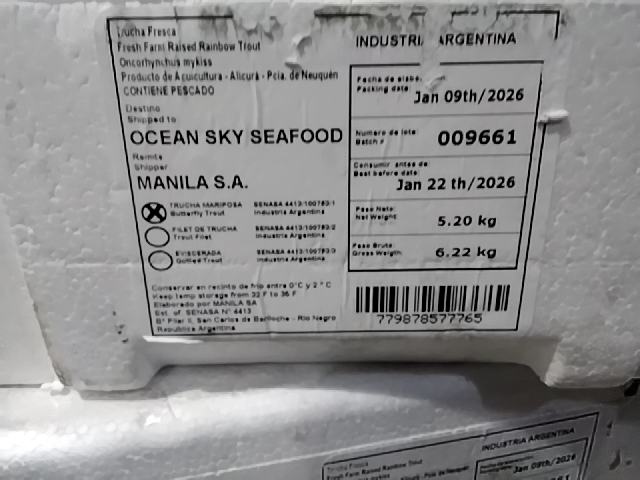 Trucha Fresca
Fresh Farm Raised Rainbow Trout
Oncorhynchus mykiss
Producto de Acuicultura - Alicurá - Pcia. de Neuquén
CONTIENE PESCADO
Destino
Shipped to
OCEAN SKY SEAFOOD
Remite
Shipper
MANILA S.A.
TRUCHA MARIPOSA SENASA 4413/100783/1
Butterfly Trout Industria Argentina
FILET DE TRUCHA SENASA 4413/100783/2
Trout Filet Industria Argentina
EVISCERADA SENASA 4413/100783/3
Gutted Trout Industria Argentina
Conservar en recinto de frío entre 0°C y 2 °C
Keep temp storage from 32 F to 36 F
Elaborado por MANILA SA
Est. of. SENASA N° 4413
B° Pilar II, San Carlos de Bariloche - Río Negro
República Argentina
INDUSTRIA ARGENTINA
Fecha de elabo
Packing date: Jan 09th/2026
Numero de lote:
Batch # 009661
Consumir antes de:
Best before date:
Jan 22 th/2026
Peso Neto:
Net Weight: 5.20 kg
Peso Bruto:
Gross Weigth: 6.22 kg
779878577765
Trucha Fresca
Fresh Farm Raised Rainbow Trout
INDUSTRIA ARGENTINA
Jan 09th/2026